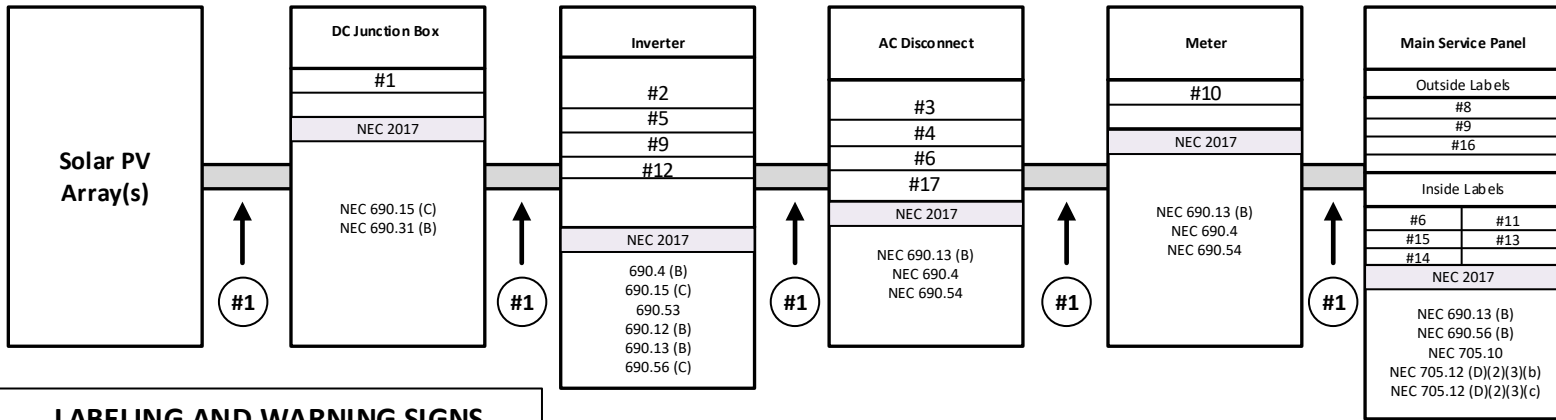 Solar PV
Array(s)
#1
DC Junction Box
#1
NEC 2017
NEC 690.15 (C)
NEC 690.31 (B)
#1
Inverter
#2
#5
#9
#12
NEC 2017
690.4 (B)
690.15 (C)
690.53
690.12 (B)
690.13 (B)
690.56 (C)
#1
AC Disconnect
#3
#4
#6
#17
NEC 2017
NEC 690.13 (B)
NEC 690.4
NEC 690.54
#1
Meter
#10
NEC 2017
NEC 690.13 (B)
NEC 690.4
NEC 690.54
#1
Main Service Panel
Outside Labels
#8
#9
#16
Inside Labels
#6 #11
#15 #13
#14
NEC 2017
NEC 690.13 (B)
NEC 690.56 (B)
NEC 705.10
NEC 705.12 (D)(2)(3)(b)
NEC 705.12 (D)(2)(3)(c)
LABELING AND WARNING SIGNS